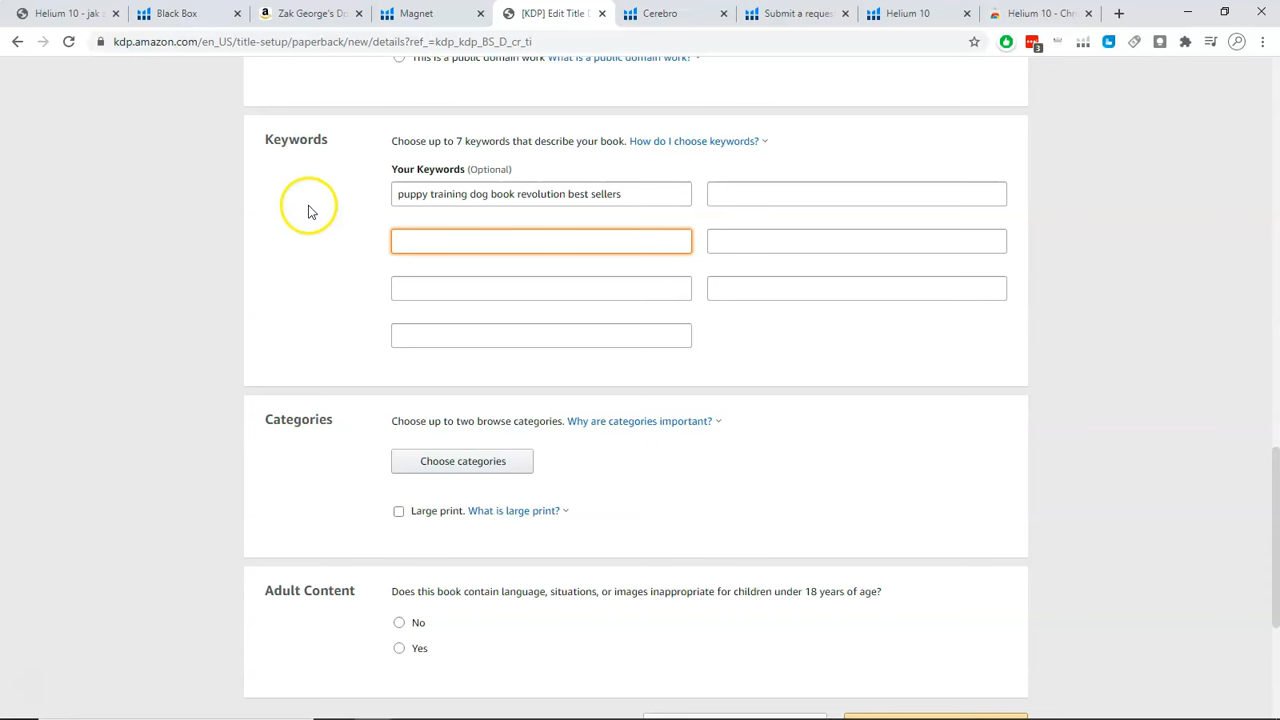 Helium 10 - jak z
Black Box
Zak George's Do
Magnet
[KDP] Edit Title D
Cerebro
Submit a reques
Helium 10
Helium 10 - Chr
kdp.amazon.com/en_US/title-setup/paperback/new/details?ref_=kdp_kdp_BS_D_cr_ti
3
This is a public domain work What is a public domain work?
Keywords
Choose up to 7 keywords that describe your book. How do I choose keywords?
Your Keywords (Optional)
puppy training dog book revolution best sellers
Categories
Choose up to two browse categories. Why are categories important?
Choose categories
Large print. What is large print?
Adult Content
Does this book contain language, situations, or images inappropriate for children under 18 years of age?
No
Yes